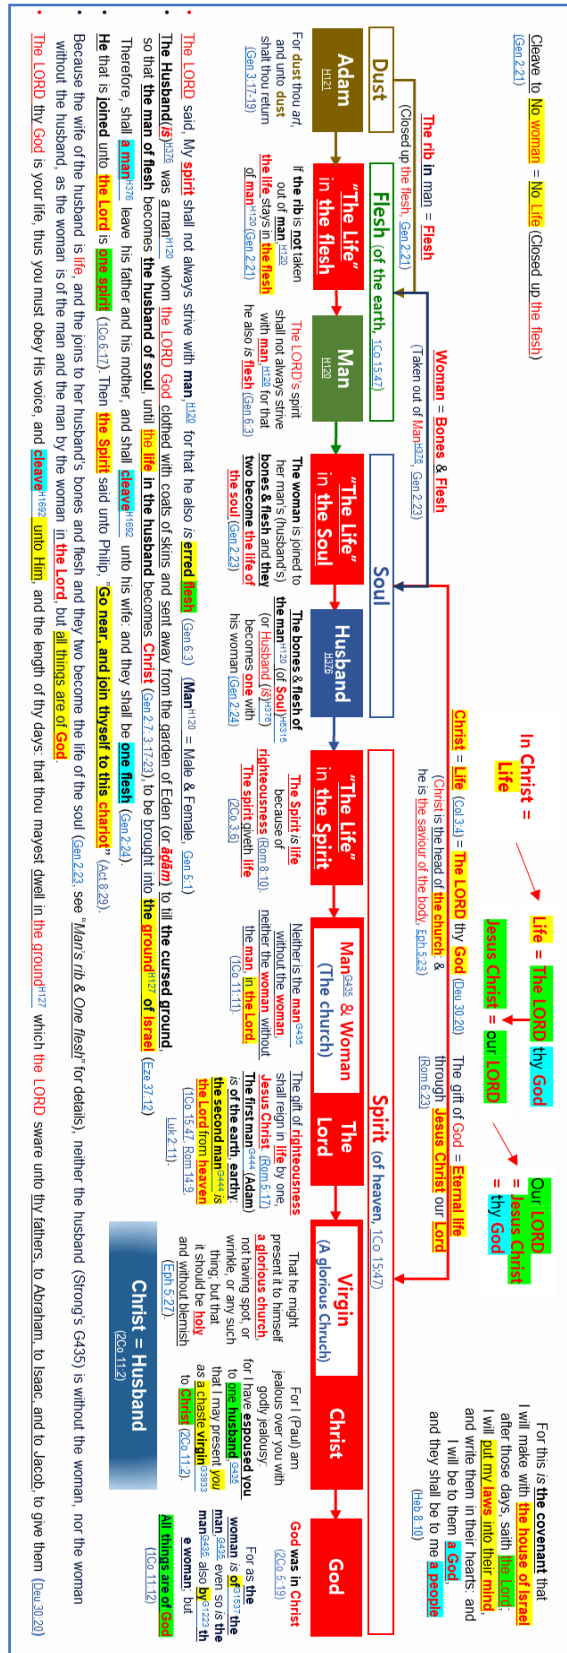 Cleave to No woman = No Life (Closed up the flesh)
(Gen 2:21)
The rib in man = Flesh
(Closed up the flesh, Gen 2:21)
Woman = Bones & Flesh
(Taken out of Man H376, Gen 2:23)
In Christ =
Life
Life = The LORD thy God
Jesus Christ = our LORD
Our LORD
= Jesus Christ
= thy God
Christ = Life (Col 3:4) = The LORD thy God (Deu 30:20)
(Christ is the head of the church: &
he is the saviour of the body, Eph 5:23)
The gift of God = Eternal life
through Jesus Christ our Lord
(Rom 6:23)
For this is the covenant that
I will make with the house of Israel
after those days, saith the Lord;
I will put my laws into their mind,
and write them in their hearts: and
I will be to them a God,
and they shall be to me a people
(Heb 8:10)
Dust
Flesh (of the earth, 1Co 15:47)
Soul
Spirit (of heaven, 1Co 15:47)
Adam
H121
"The Life"
in the flesh
Man
H120
"The Life"
in the Soul
Husband
H376
"The Life"
in the Spirit
Man G435 & Woman
(The church)
The
Lord
Virgin
(A glorious Chruch)
Christ
God
For dust thou art,
and unto dust
shalt thou return
(Gen 3:17-19)
If the rib is not taken
out of man, H120
the life stays in the flesh
of man H120 (Gen 2:21)
The LORD's spirit
shall not always strive
with man, H120 for that
he also is flesh (Gen 6:3)
The woman is joined to
her man's (husband's)
bones & flesh and they
two become the life of
the soul (Gen 2:23)
The bones & flesh of
the man H120 (of Soul) H5315
(or Husband (iš) H376)
becomes one with
his woman (Gen 2:24)
The Spirit is life
because of
righteousness (Rom 8:10).
The spirit giveth life
(2Co 3:6)
Neither is the man G435
without the woman,
neither the woman without
the man, in the Lord.
(1Co 11:11).
The gift of righteousness
shall reign in life by one,
Jesus Christ. (Rom 5:17)
The first man G444 (Adam)
is of the earth, earthy:
the second man G444 is
the Lord from heaven
(1Co 15:47, Rom 14:9,
Luk 2:11).
That he might
present it to himself
a glorious church,
not having spot, or
wrinkle, or any such
thing; but that
it should be holy
and without blemish
(Eph 5:27).
For I (Paul) am
jealous over you with
godly jealousy:
for I have espoused you
to one husband, G435
that I may present you
as a chaste virgin G3933
to Christ (2Co 11:2).
God was in Christ
(2Co 5:19)
For as the
woman is of G1537 the
man, G435 even so is the
man G435 also by G1223 th
e woman; but
All things are of God
(1Co 11:12)
Christ = Husband
(2Co 11:2)
• The LORD said, My spirit shall not always strive with man, H120 for that he also is erred flesh (Gen 6:3) (Man H120 = Male & Female, Gen 5:1)
• The Husband (iš) H376 was a man H120 whom the LORD God clothed with coats of skins and sent away from the garden of Eden (or ādām) to till the cursed ground,
so that the man of flesh becomes the husband of soul, until the life in the husband becomes Christ (Gen 2:7, 3:17-23), to be brought into the ground H127 of Israel (Eze 37:12)
Therefore, shall a man H376 leave his father and his mother, and shall cleave H1692 unto his wife: and they shall be one flesh (Gen 2:24).
• He that is joined unto the Lord is one spirit (1Co 6:17). Then the Spirit said unto Philip, "Go near, and join thyself to this chariot" (Act 8:29).
• Because the wife of the husband is life, and the joins to her husband's bones and flesh and they two become the life of the soul (Gen 2:23, see "Man's rib & One flesh" for details), neither the husband (Strong's G435) is without the woman, nor the woman
without the husband, as the woman is of the man and the man by the woman in the Lord, but all things are of God.
• The LORD thy God is your life, thus you must obey His voice, and cleave H1692 unto Him, and the length of thy days: that thou mayest dwell in the ground H127 which the LORD sware unto thy fathers, to Abraham, to Isaac, and to Jacob, to give them (Deu 30:20)